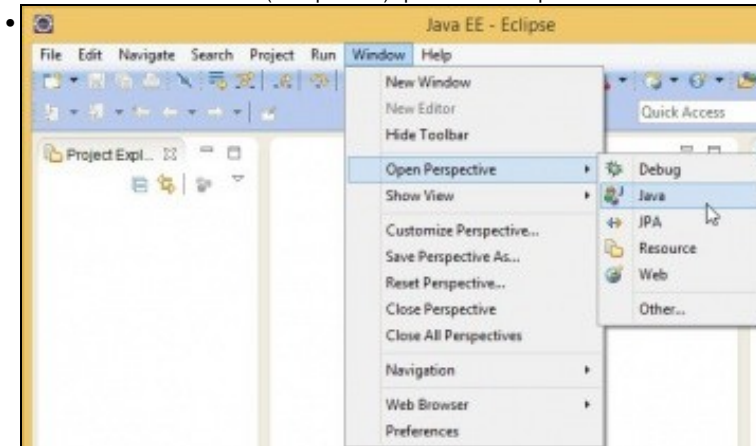 Java EE - Eclipse
File Edit Navigate Search Project Run Window Help
New Window
New Editor
Hide Toolbar
Open Perspective
Show View
Customize Perspective...
Save Perspective As...
Reset Perspective...
Close Perspective
Close All Perspectives
Navigation
Web Browser
Preferences
Quick Access
Project Expl...
Debug
Java
JPA
Resource
Web
Other...